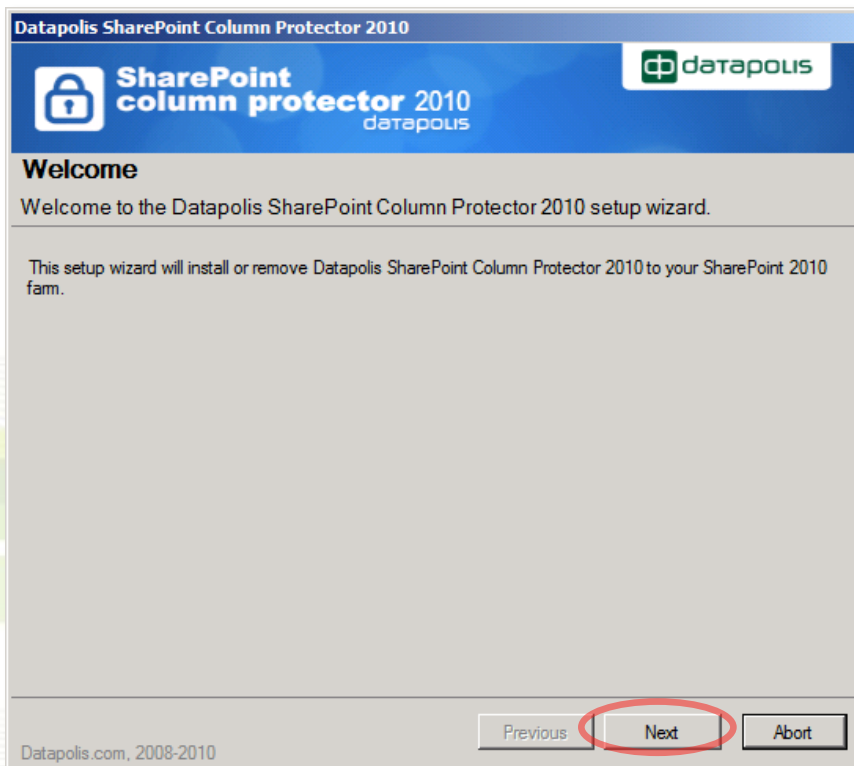 Datapolis SharePoint Column Protector 2010
SharePoint
column protector 2010
datapolis
datapolis
Welcome
Welcome to the Datapolis SharePoint Column Protector 2010 setup wizard.
This setup wizard will install or remove Datapolis SharePoint Column Protector 2010 to your SharePoint 2010
farm.
Previous
Next
Abort
Datapolis.com, 2008-2010